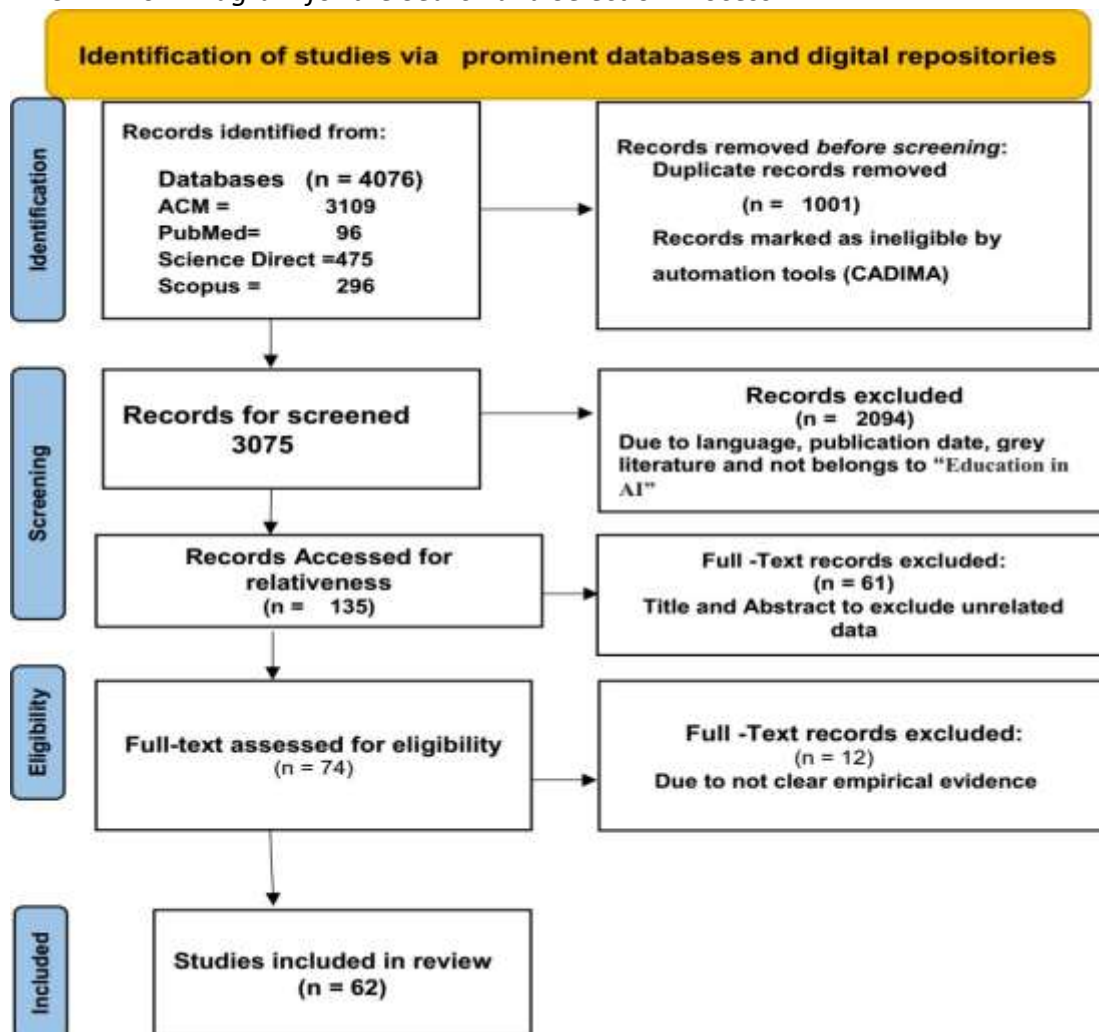 Identification of studies via prominent databases and digital repositories
Identification
Records identified from:
Databases (n = 4076)
ACM = 3109
PubMed= 96
Science Direct =475
Scopus = 296
Records removed before screening:
Duplicate records removed
(n = 1001)
Records marked as ineligible by
automation tools (CADIMA)
Screening
Records for screened
3075
Records excluded
(n = 2094)
Due to language, publication date, grey
literature and not belongs to “Education in
AI”
Records Accessed for
relativeness
(n = 135)
Full -Text records excluded:
(n = 61)
Title and Abstract to exclude unrelated
data
Eligibility
Full-text assessed for eligibility
(n = 74)
Full -Text records excluded:
(n = 12)
Due to not clear empirical evidence
Included
Studies included in review
(n = 62)